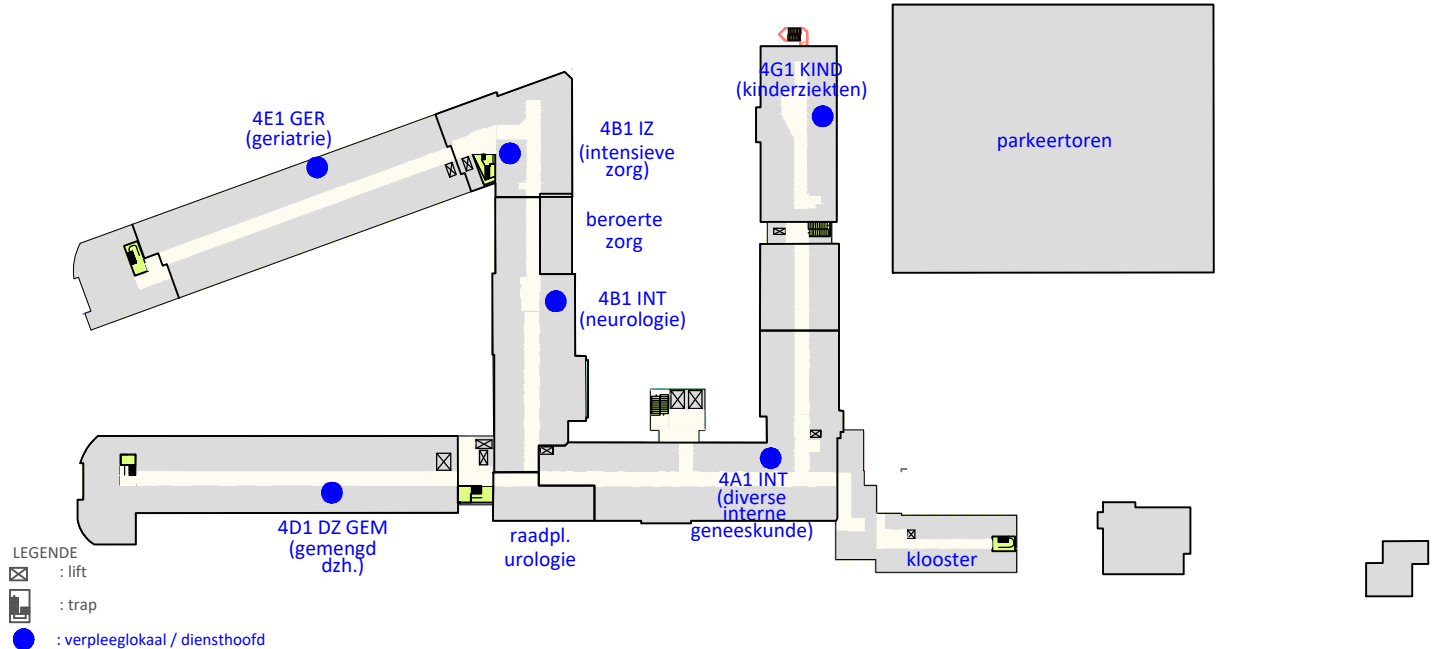 4G1 KIND
(kinderziekten)
4E1 GER
(geriatrie)
4B1 IZ
(intensieve
zorg)
parkeertoren
beroerte
zorg
4B1 INT
(neurologie)
4A1 INT
(diverse
interne
geneeskunde)
4D1 DZ GEM
(gemengd
dzh.)
raadpl.
urologie
klooster
LEGENDE
: lift
: trap
: verpleeglokaal / diensthoofd